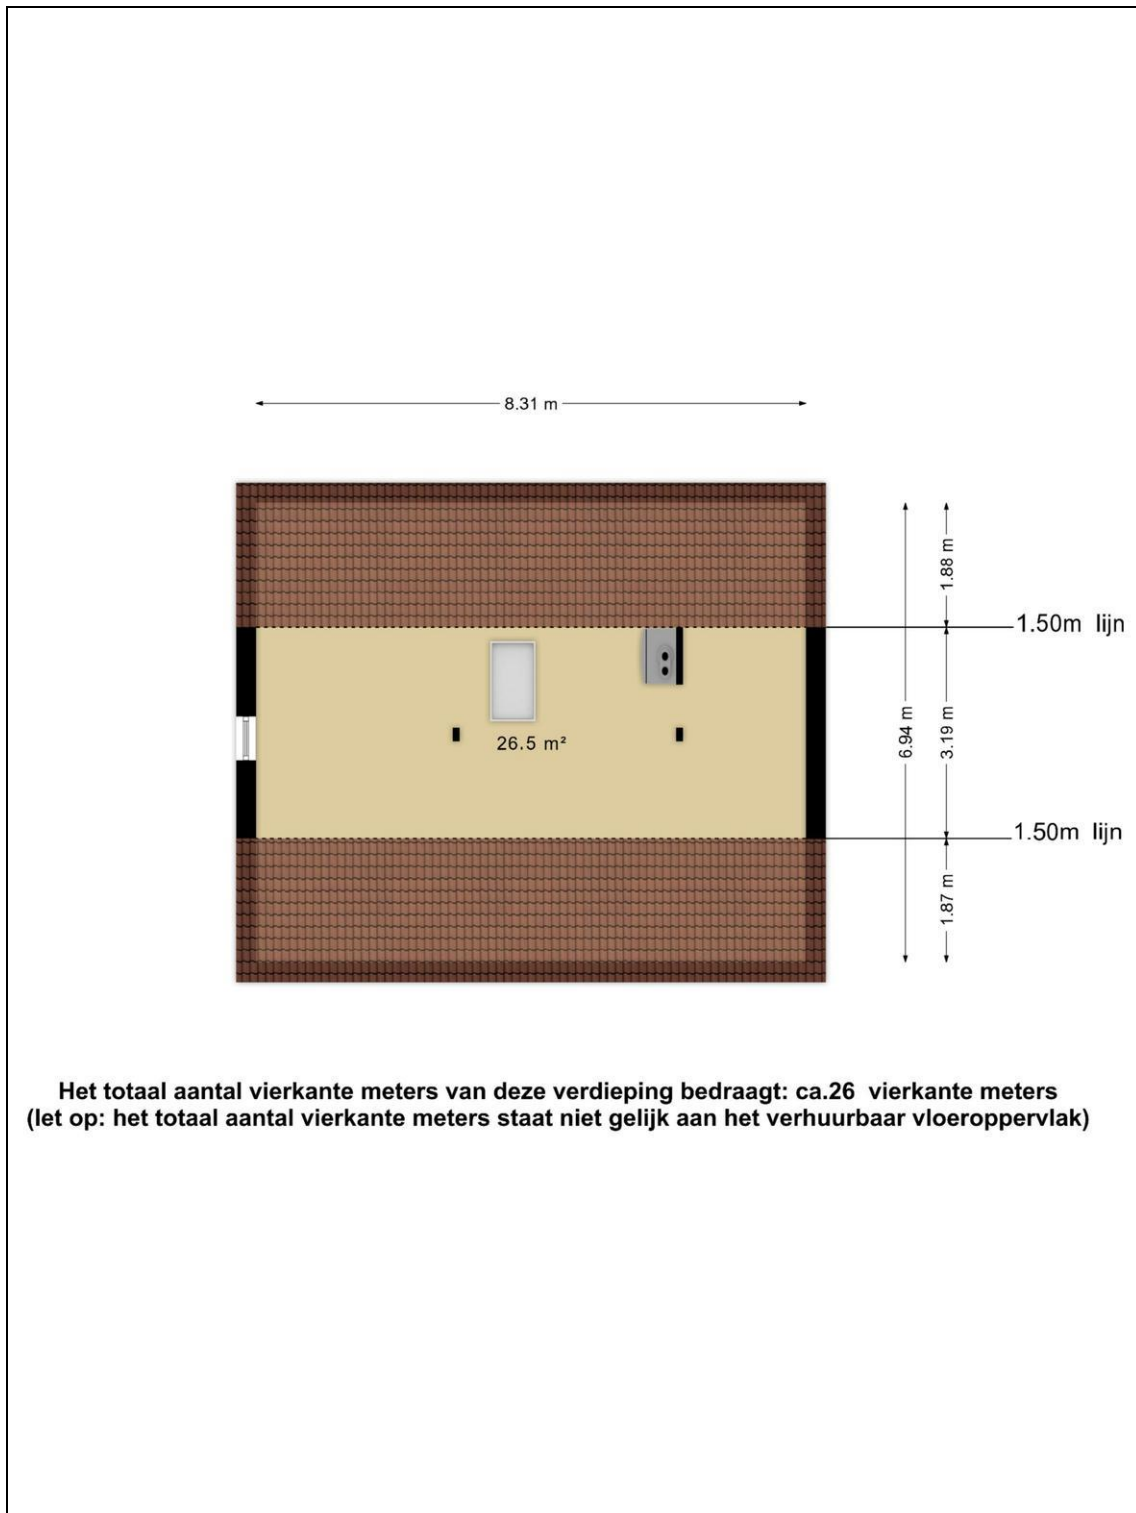 8.31 m
1.88 m
1.50m lijn
6.94 m
3.19 m
26.5 m²
1.50m lijn
1.87 m
Het totaal aantal vierkante meters van deze verdieping bedraagt: ca.26 vierkante meters
(let op: het totaal aantal vierkante meters staat niet gelijk aan het verhuurbaar vloeroppervlak)